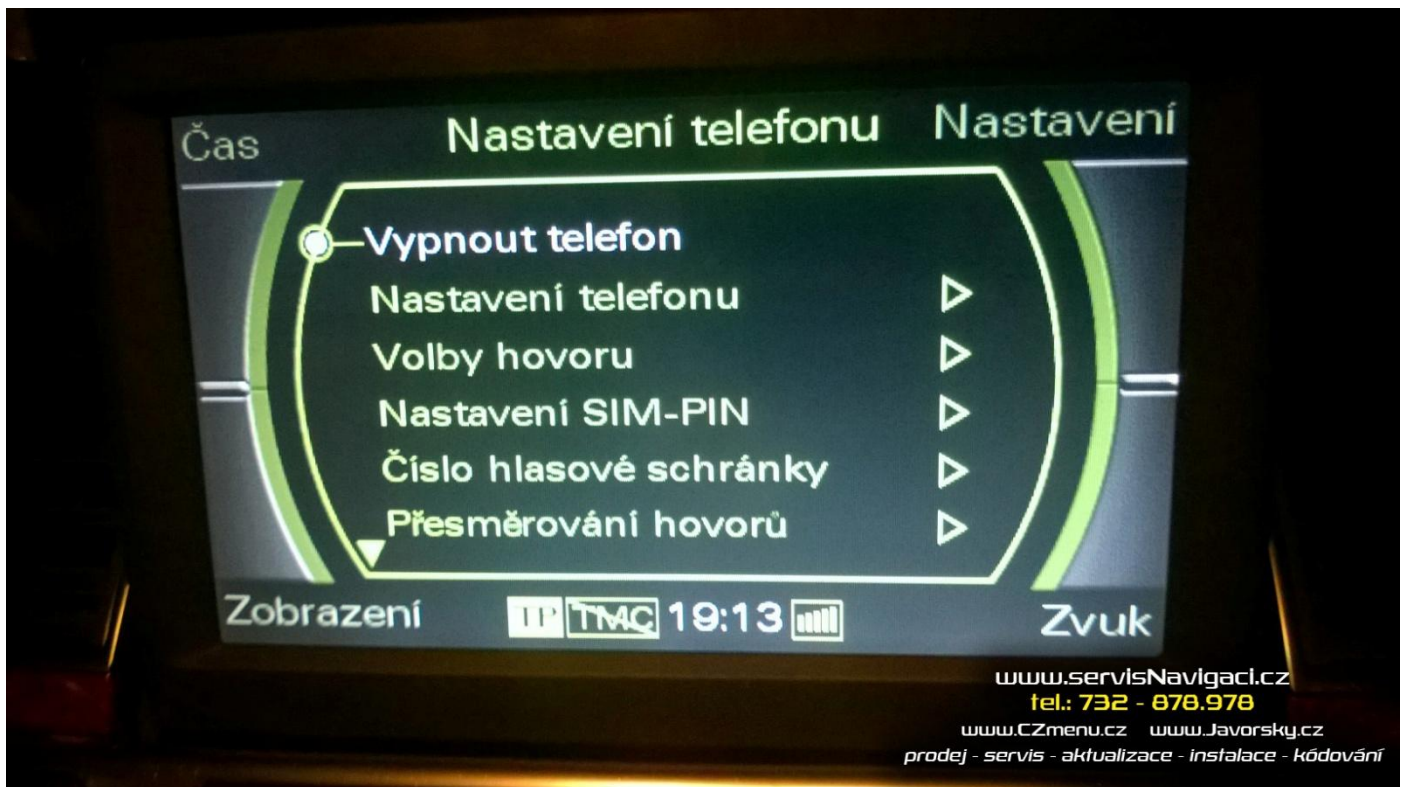 Čas Nastavení telefonu Nastavení
Vypnout telefon
Nastavení telefonu
Volby hovoru
Nastavení SIM-PIN
Číslo hlasové schránky
Přesměrování hovorů
Zobrazení TP TMC 19:13 Zvuk
www.servisNavigaci.cz
tel.: 732 - 878.978
www.CZmenu.cz www.Javorsky.cz
prodej - servis - aktualizace - instalace - kódování